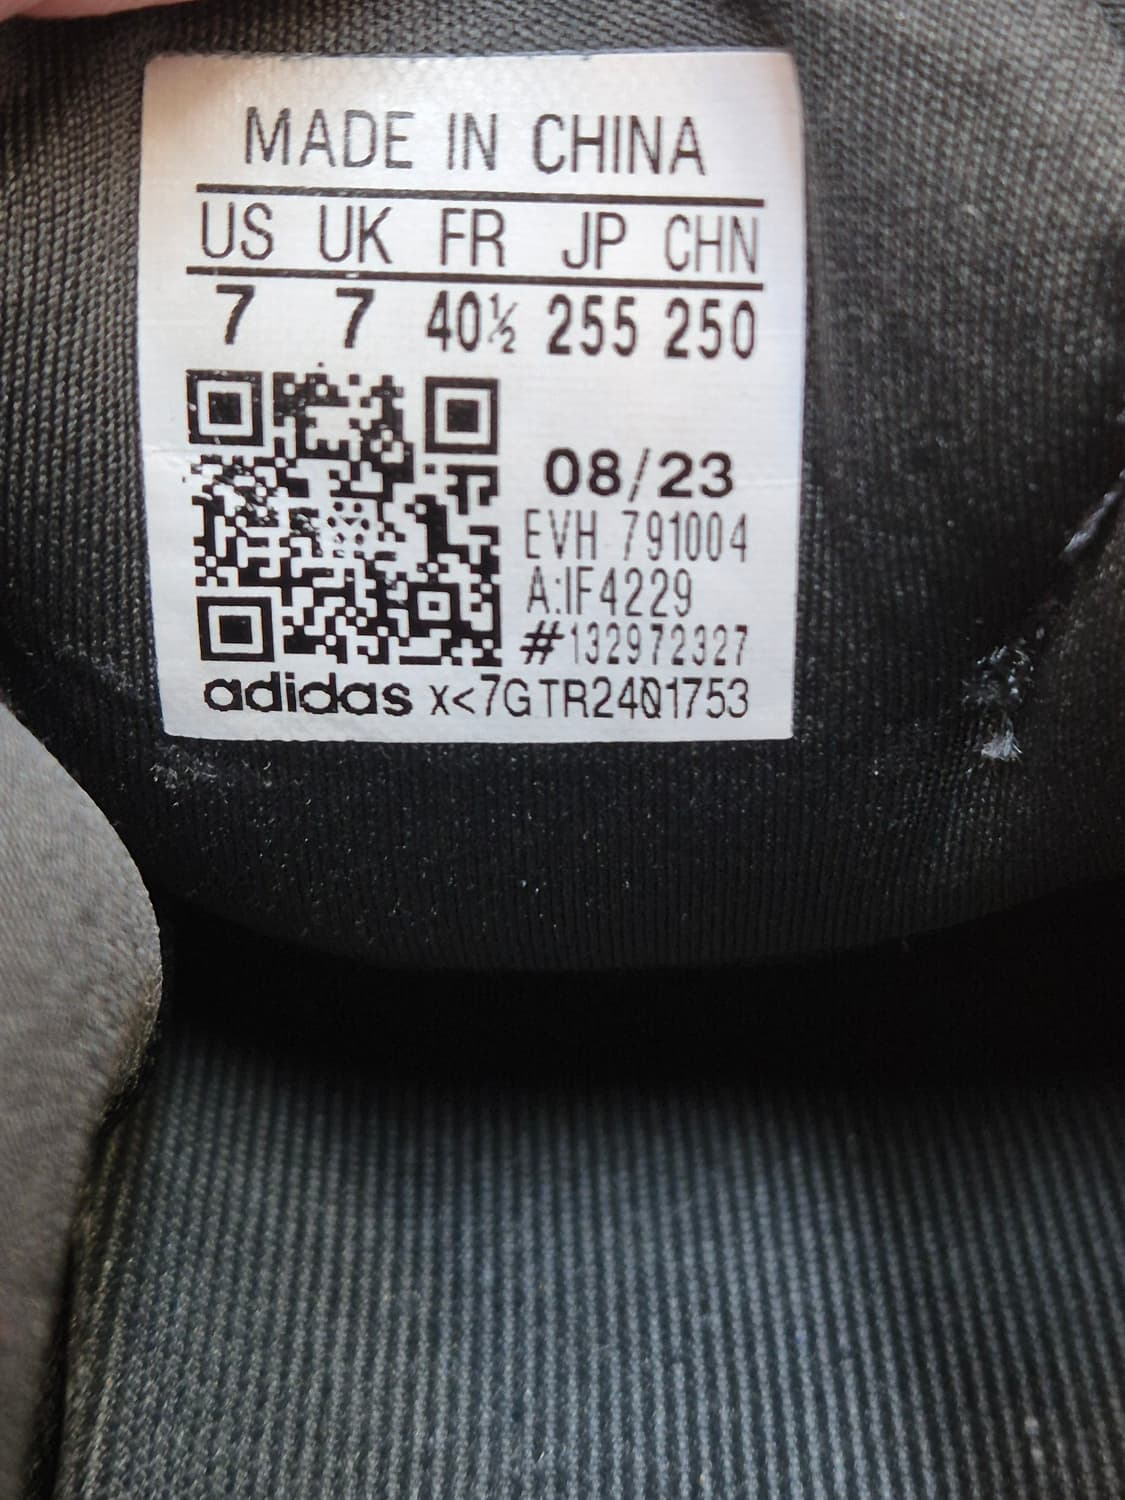 MADE IN CHINA
US UK FR JP CHN
7 7 40½ 255 250
08/23
EVH 791004
A:IF4229
#132972327
adidas X<7GTR2401753